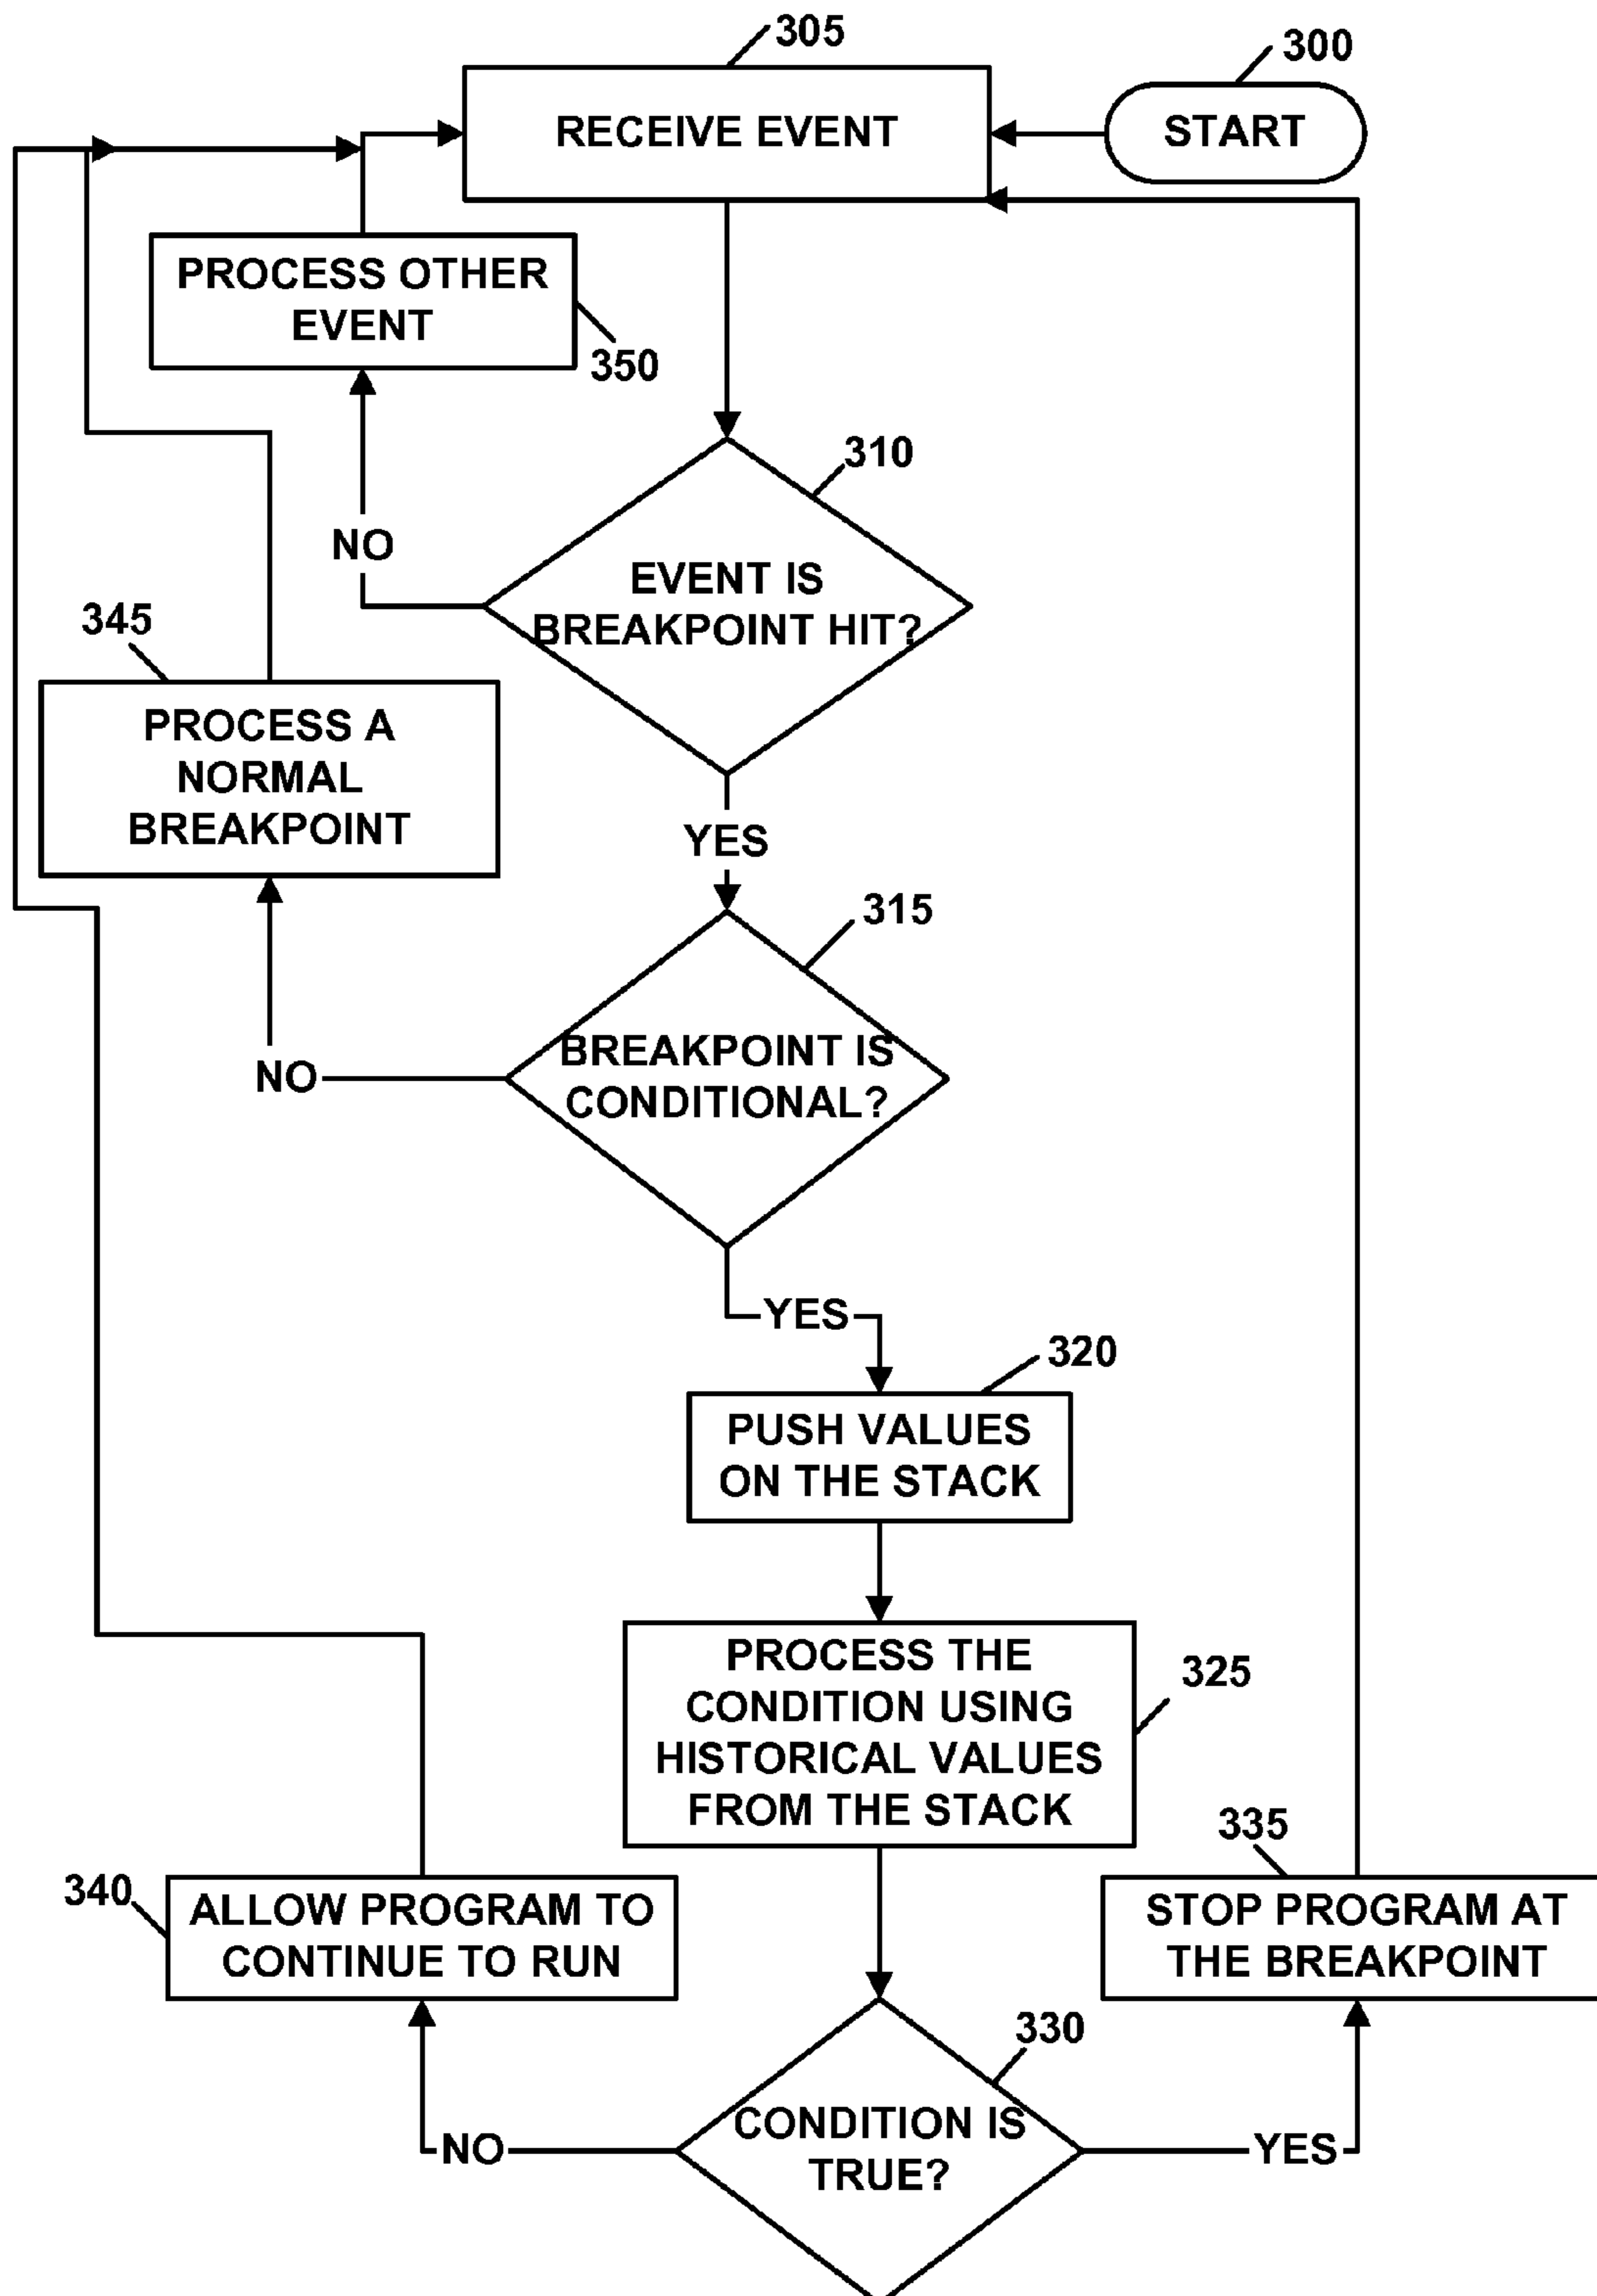 305
300
RECEIVE EVENT
START
PROCESS OTHER
EVENT
350
310
NO
EVENT IS
BREAKPOINT HIT?
345
PROCESS A
NORMAL
BREAKPOINT
YES
315
BREAKPOINT IS
CONDITIONAL?
NO
YES
320
PUSH VALUES
ON THE STACK
PROCESS THE
CONDITION USING
HISTORICAL VALUES
FROM THE STACK
325
335
340
ALLOW PROGRAM TO
CONTINUE TO RUN
STOP PROGRAM AT
THE BREAKPOINT
330
CONDITION IS
TRUE?
NO
YES